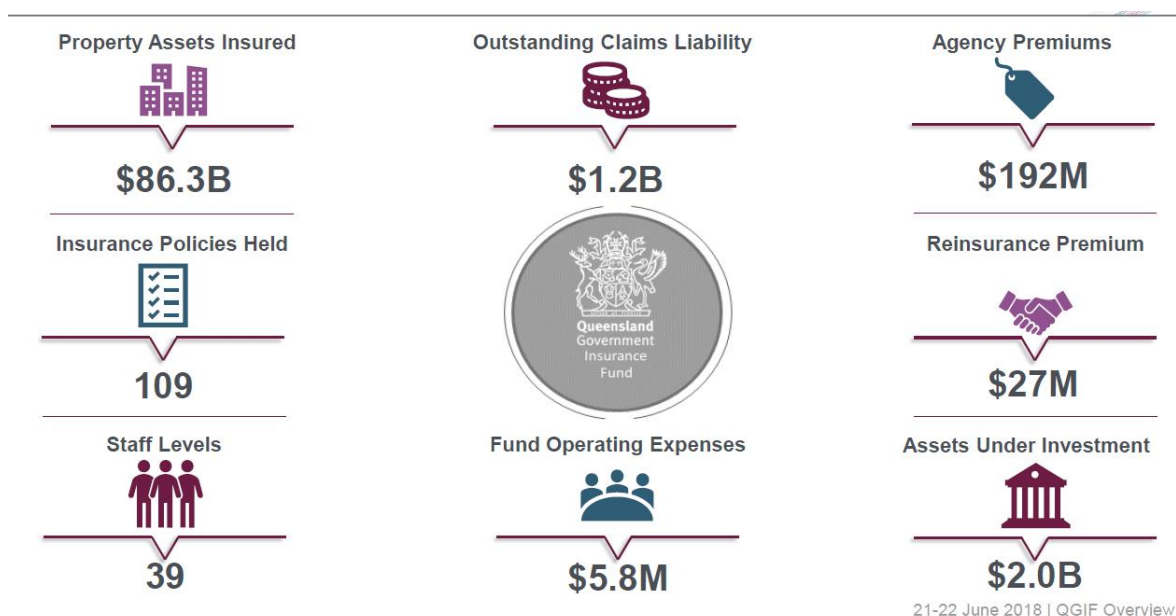 Property Assets Insured
$86.3B
Outstanding Claims Liability
$1.2B
Agency Premiums
$192M
Insurance Policies Held
109
Queensland
Government
Insurance
Fund
Reinsurance Premium
$27M
Staff Levels
39
Fund Operating Expenses
$5.8M
Assets Under Investment
$2.0B
21-22 June 2018 | QGIF Overview